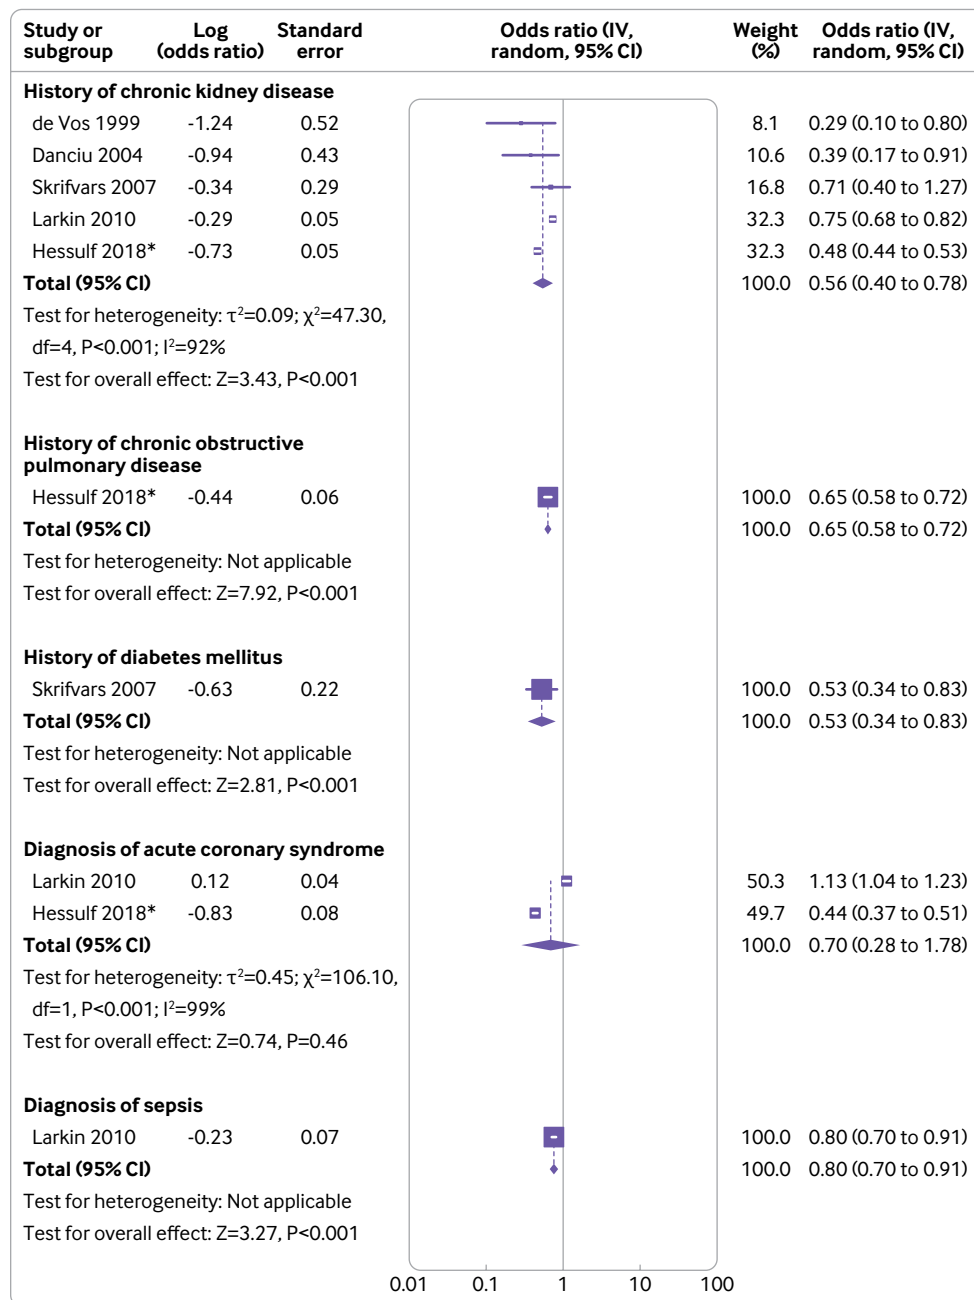 Study or subgroup Log (odds ratio) Standard error Odds ratio (IV, random, 95% CI) Weight (%) Odds ratio (IV, random, 95% CI)
History of chronic kidney disease
de Vos 1999 -1.24 0.52 8.1 0.29 (0.10 to 0.80)
Danciu 2004 -0.94 0.43 10.6 0.39 (0.17 to 0.91)
Skrifvars 2007 -0.34 0.29 16.8 0.71 (0.40 to 1.27)
Larkin 2010 -0.29 0.05 32.3 0.75 (0.68 to 0.82)
Hessulf 2018* -0.73 0.05 32.3 0.48 (0.44 to 0.53)
Total (95% CI) 100.0 0.56 (0.40 to 0.78)
Test for heterogeneity: τ²=0.09; χ²=47.30,
df=4, P<0.001; I²=92%
Test for overall effect: Z=3.43, P<0.001
History of chronic obstructive
pulmonary disease
Hessulf 2018* -0.44 0.06 100.0 0.65 (0.58 to 0.72)
Total (95% CI) 100.0 0.65 (0.58 to 0.72)
Test for heterogeneity: Not applicable
Test for overall effect: Z=7.92, P<0.001
History of diabetes mellitus
Skrifvars 2007 -0.63 0.22 100.0 0.53 (0.34 to 0.83)
Total (95% CI) 100.0 0.53 (0.34 to 0.83)
Test for heterogeneity: Not applicable
Test for overall effect: Z=2.81, P<0.001
Diagnosis of acute coronary syndrome
Larkin 2010 0.12 0.04 50.3 1.13 (1.04 to 1.23)
Hessulf 2018* -0.83 0.08 49.7 0.44 (0.37 to 0.51)
Total (95% CI) 100.0 0.70 (0.28 to 1.78)
Test for heterogeneity: τ²=0.45; χ²=106.10,
df=1, P<0.001; I²=99%
Test for overall effect: Z=0.74, P=0.46
Diagnosis of sepsis
Larkin 2010 -0.23 0.07 100.0 0.80 (0.70 to 0.91)
Total (95% CI) 100.0 0.80 (0.70 to 0.91)
Test for heterogeneity: Not applicable
Test for overall effect: Z=3.27, P<0.001
0.01 0.1 1 10 100